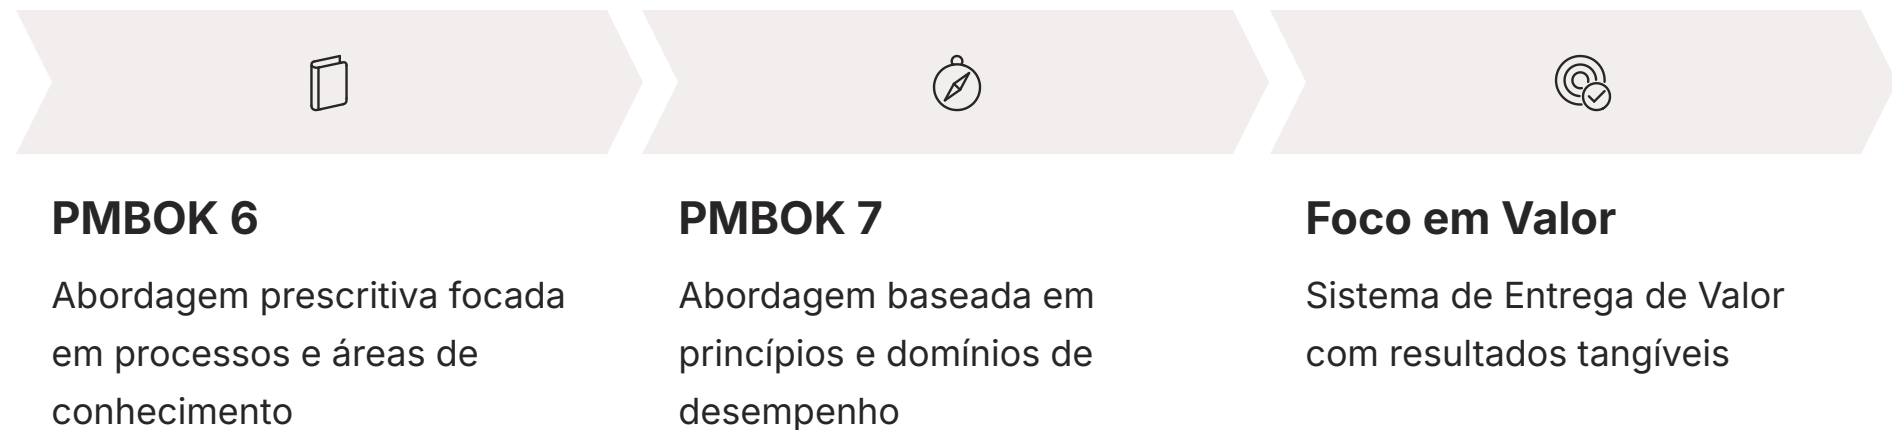 PMBOK 6
Abordagem prescritiva focada
em processos e áreas de
conhecimento
PMBOK 7
Abordagem baseada em
princípios e domínios de
desempenho
Foco em Valor
Sistema de Entrega de Valor
com resultados tangíveis